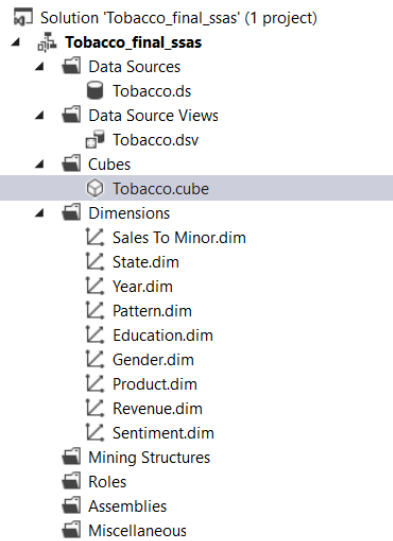 Solution 'Tobacco_final_ssas' (1 project)
Tobacco_final_ssas
Data Sources
Tobacco.ds
Data Source Views
Tobacco.dsv
Cubes
Tobacco.cube
Dimensions
Sales To Minor.dim
State.dim
Year.dim
Pattern.dim
Education.dim
Gender.dim
Product.dim
Revenue.dim
Sentiment.dim
Mining Structures
Roles
Assemblies
Miscellaneous